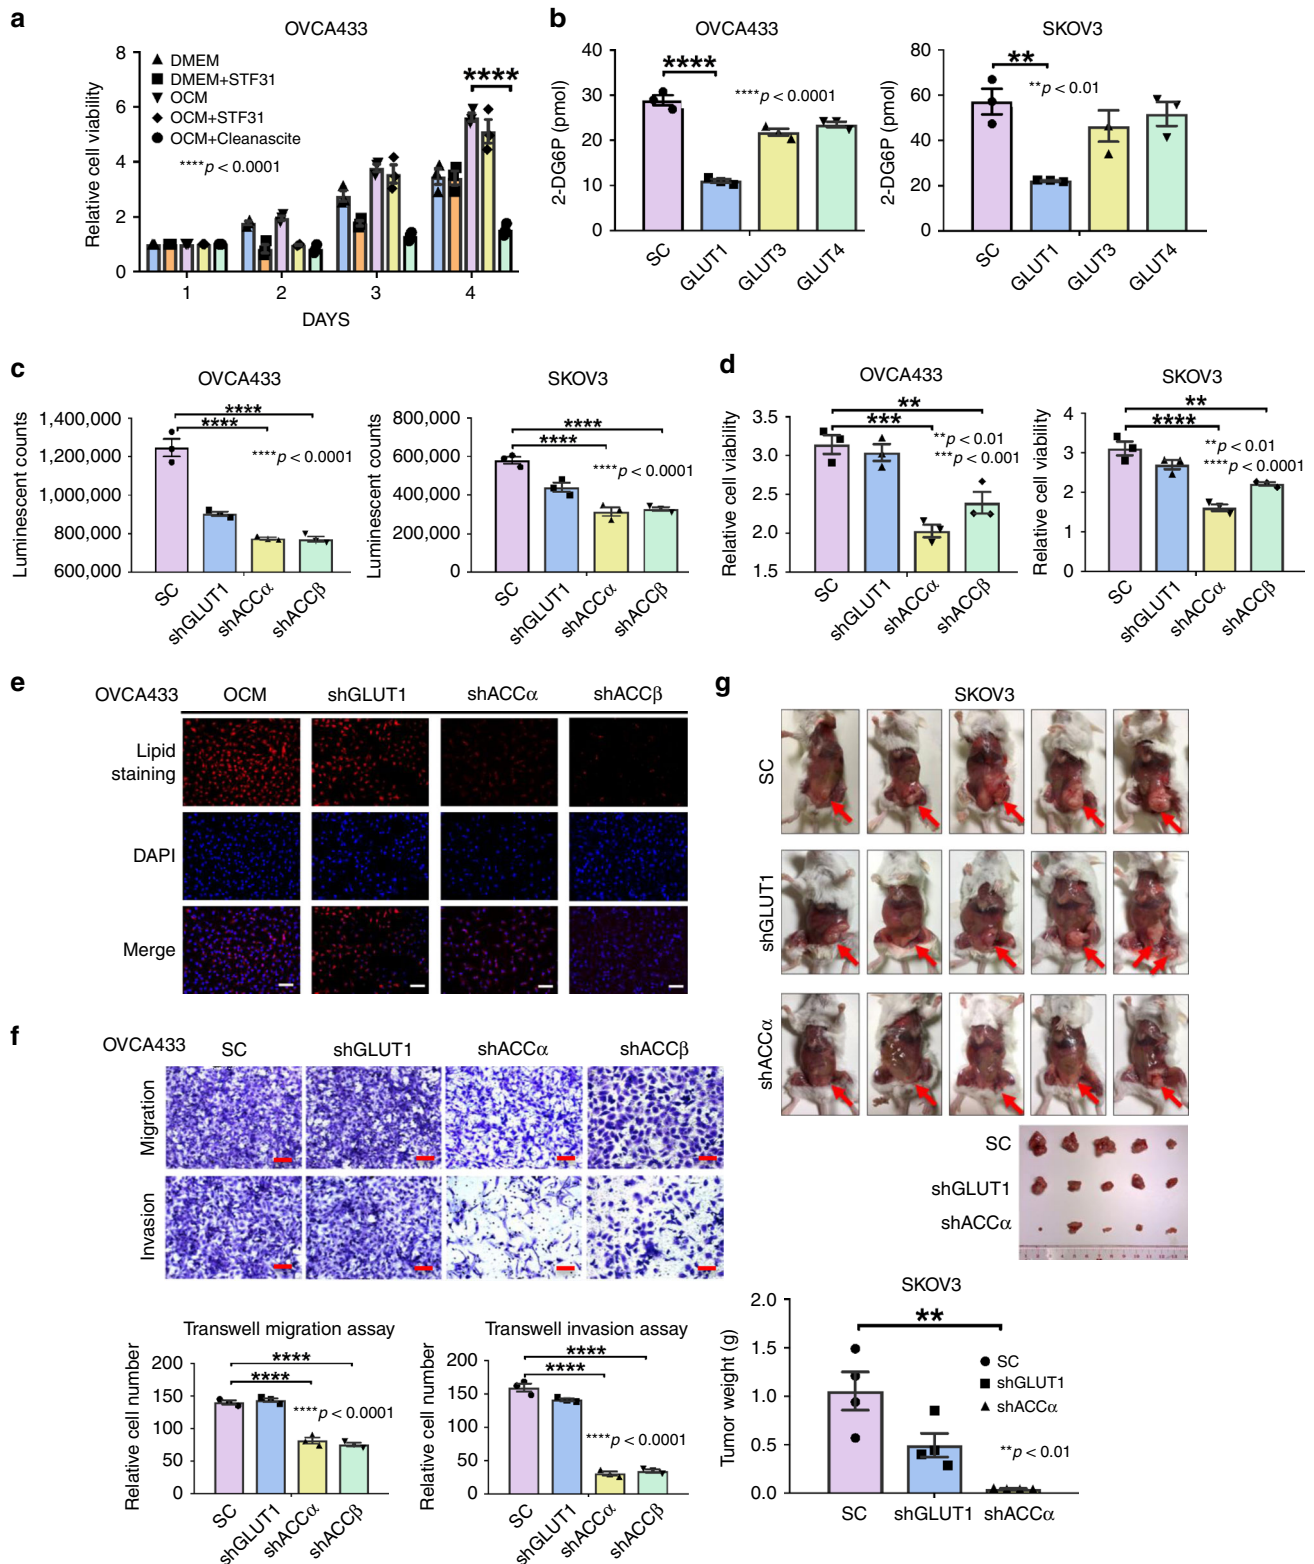 a
OVCA433
Relative cell viability
8
6
4
2
0
DMEM
DMEM+STF31
OCM
OCM+STF31
OCM+Cleanascite
****p < 0.0001
****
1 2 3 4
DAYS
b
OVCA433
2-DG6P (pmol)
40
30
20
10
0
****
****p < 0.0001
SC GLUT1 GLUT3 GLUT4
SKOV3
2-DG6P (pmol)
80
60
40
20
0
**
**p < 0.01
SC GLUT1 GLUT3 GLUT4
c
OVCA433
Luminescent counts
1,400,000
1,200,000
1,000,000
800,000
600,000
****
****
****p < 0.0001
SC shGLUT1 shACCα shACCβ
SKOV3
Luminescent counts
800,000
600,000
400,000
200,000
0
****
****
****p < 0.0001
SC shGLUT1 shACCα shACCβ
d
OVCA433
Relative cell viability
3.5
3.0
2.5
2.0
1.5
**
***
**p < 0.01
***p < 0.001
SC shGLUT1 shACCα shACCβ
SKOV3
Relative cell viability
4
3
2
1
0
**
****
**p < 0.01
****p < 0.0001
SC shGLUT1 shACCα shACCβ
e
OVCA433 OCM shGLUT1 shACCα shACCβ
Lipid
staining
DAPI
Merge
f
OVCA433 SC shGLUT1 shACCα shACCβ
Migration
Invasion
Transwell migration assay
Relative cell number
200
150
100
50
0
****
****
****p < 0.0001
SC shGLUT1 shACCα shACCβ
Transwell invasion assay
Relative cell number
200
150
100
50
0
****
****
****p < 0.0001
SC shGLUT1 shACCα shACCβ
g
SKOV3
SC
shGLUT1
shACCα
SC
shGLUT1
shACCα
SKOV3
Tumor weight (g)
2.0
1.5
1.0
0.5
0.0
**
SC
shGLUT1
shACCα
**p < 0.01
SC shGLUT1 shACCα